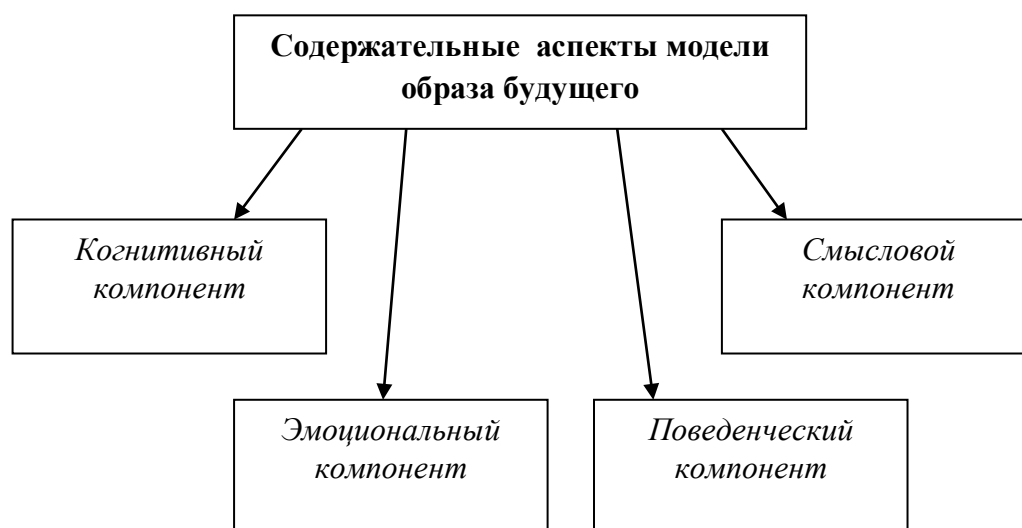 Содержательные  аспекты модели
образа будущего
Когнитивный
компонент
Смысловой
компонент
Эмоциональный
компонент
Поведенческий
компонент